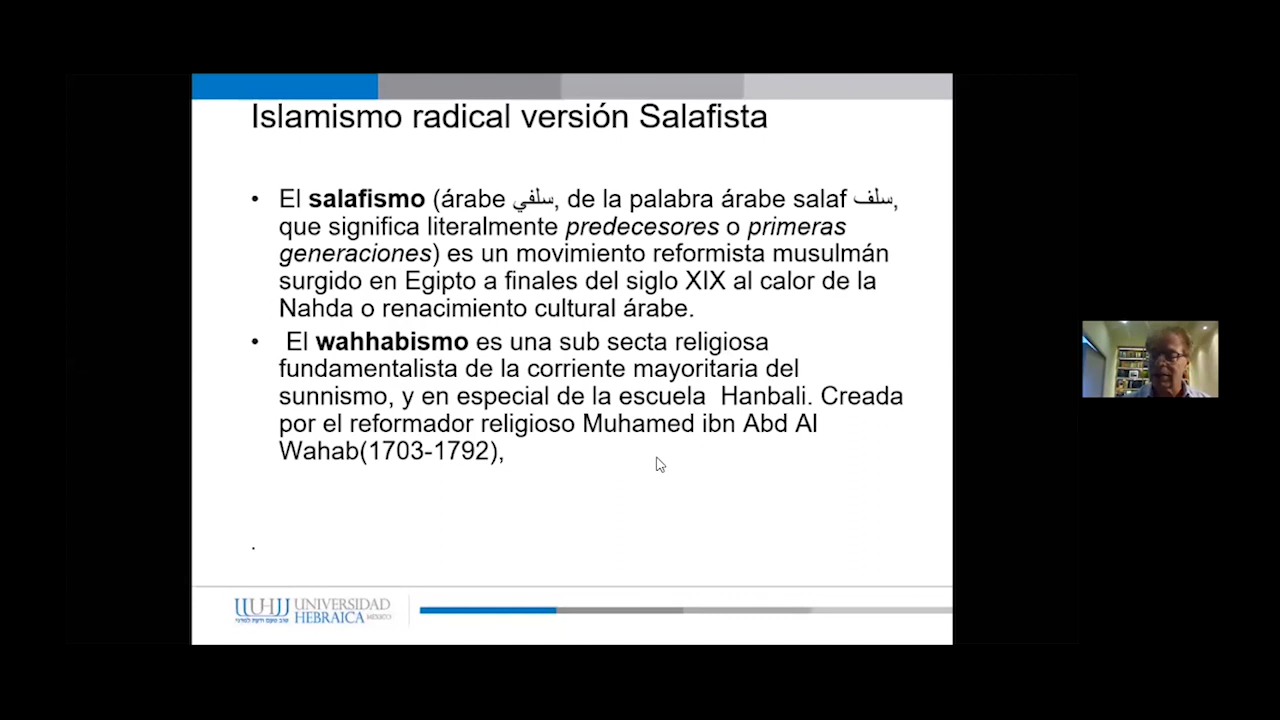 Islamismo radical versión Salafista
• El salafismo (árabe سلفي, de la palabra árabe salaf سلف,
que significa literalmente predecesores o primeras
generaciones) es un movimiento reformista musulmán
surgido en Egipto a finales del siglo XIX al calor de la
Nahda o renacimiento cultural árabe.
• El wahhabismo es una sub secta religiosa
fundamentalista de la corriente mayoritaria del
sunnismo, y en especial de la escuela Hanbali. Creada
por el reformador religioso Muhamed ibn Abd Al
Wahab(1703-1792),
.
UNIVERSIDAD
HEBRAICA MÉXICO